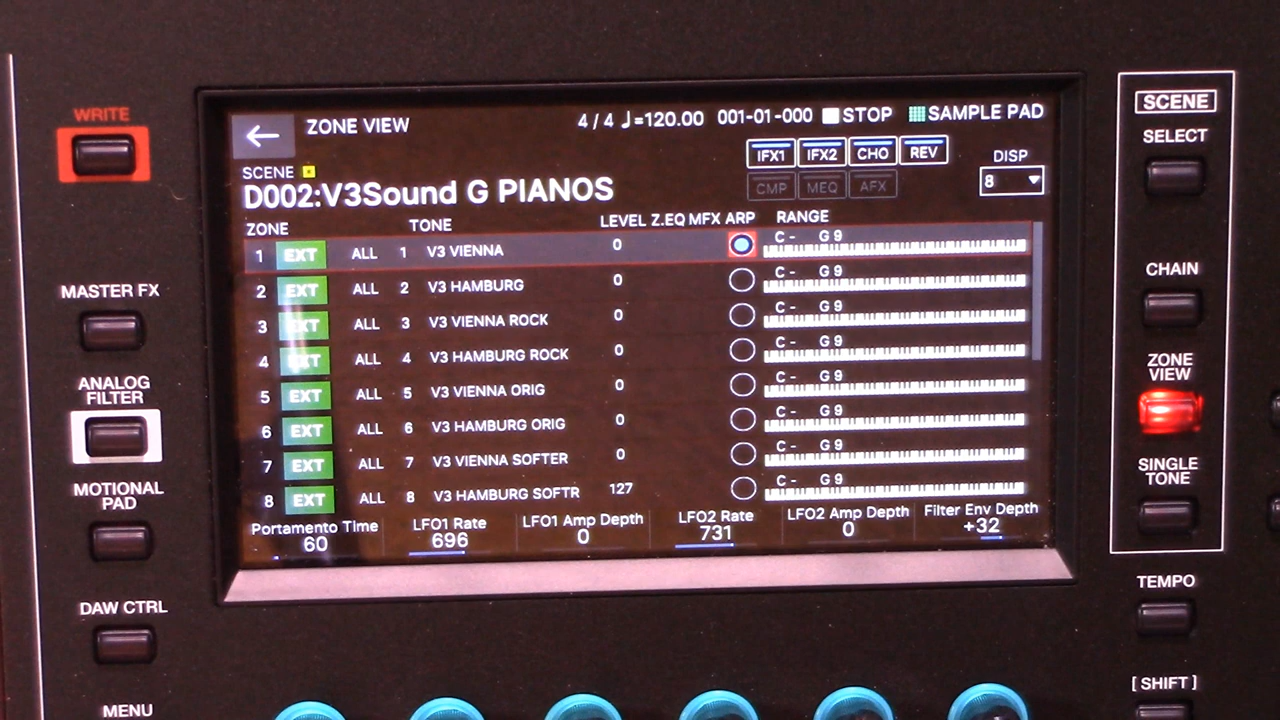 WRITE
MASTER FX
ANALOG
FILTER
MOTIONAL
PAD
DAW CTRL
MENU
ZONE VIEW
4 / 4 ♩=120.00 001-01-000 STOP SAMPLE PAD
IFX1 IFX2 CHO REV
CMP MEQ AFX
DISP
8
SCENE
D002:V3Sound G PIANOS
ZONE TONE LEVEL Z.EQ MFX ARP RANGE
1 EXT ALL 1 V3 VIENNA 0 C - G 9
2 EXT ALL 2 V3 HAMBURG 0 C - G 9
3 EXT ALL 3 V3 VIENNA ROCK 0 C - G 9
4 EXT ALL 4 V3 HAMBURG ROCK 0 C - G 9
5 EXT ALL 5 V3 VIENNA ORIG 0 C - G 9
6 EXT ALL 6 V3 HAMBURG ORIG 0 C - G 9
7 EXT ALL 7 V3 VIENNA SOFTER 0 C - G 9
8 EXT ALL 8 V3 HAMBURG SOFTR 127 C - G 9
Portamento Time LFO1 Rate LFO1 Amp Depth LFO2 Rate LFO2 Amp Depth Filter Env Depth
60 696 0 731 0 +32
SCENE
SELECT
CHAIN
ZONE
VIEW
SINGLE
TONE
TEMPO
[ SHIFT ]